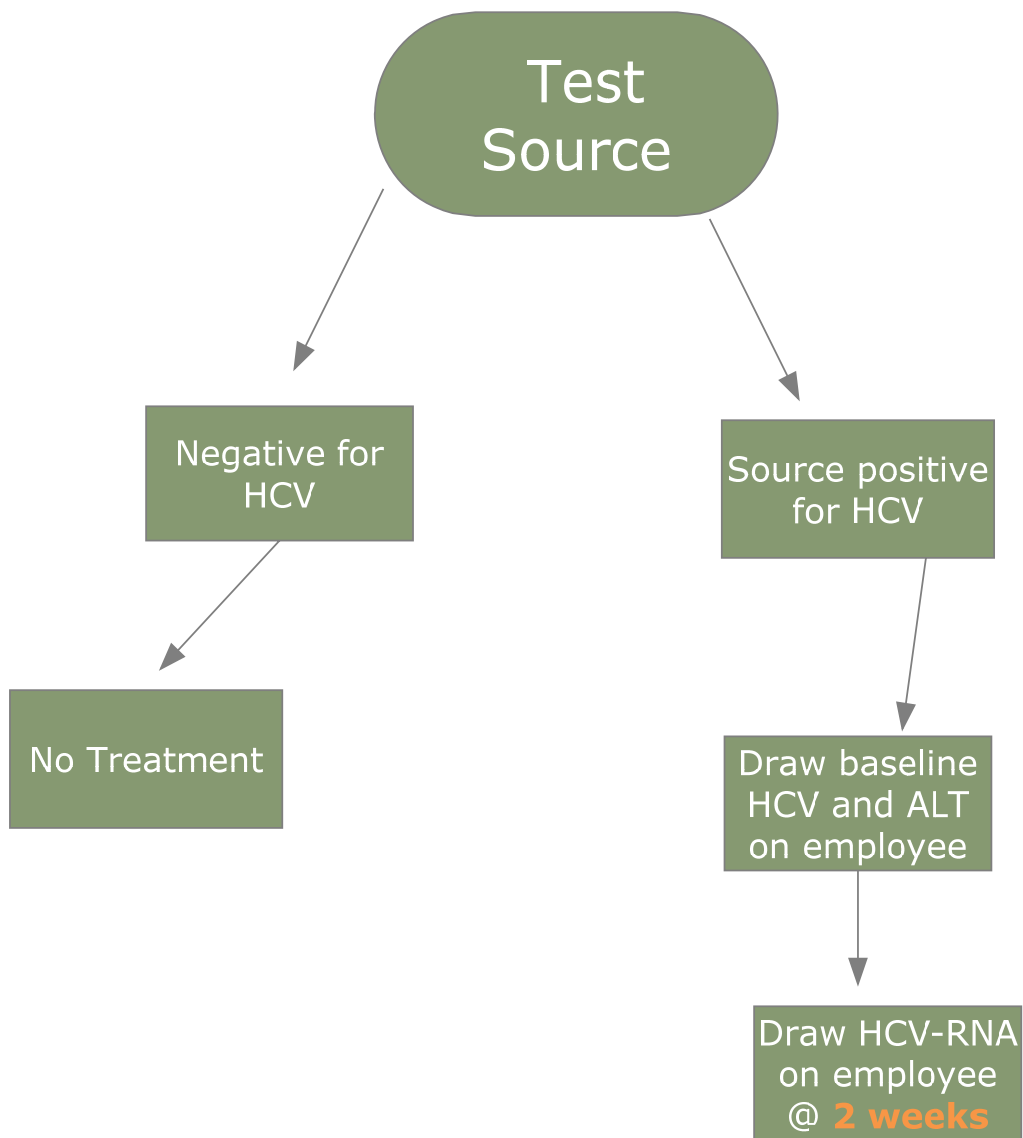 Test
Source
Negative for
HCV
Source positive
for HCV
No Treatment
Draw baseline
HCV and ALT
on employee
Draw HCV-RNA
on employee
@ 2 weeks